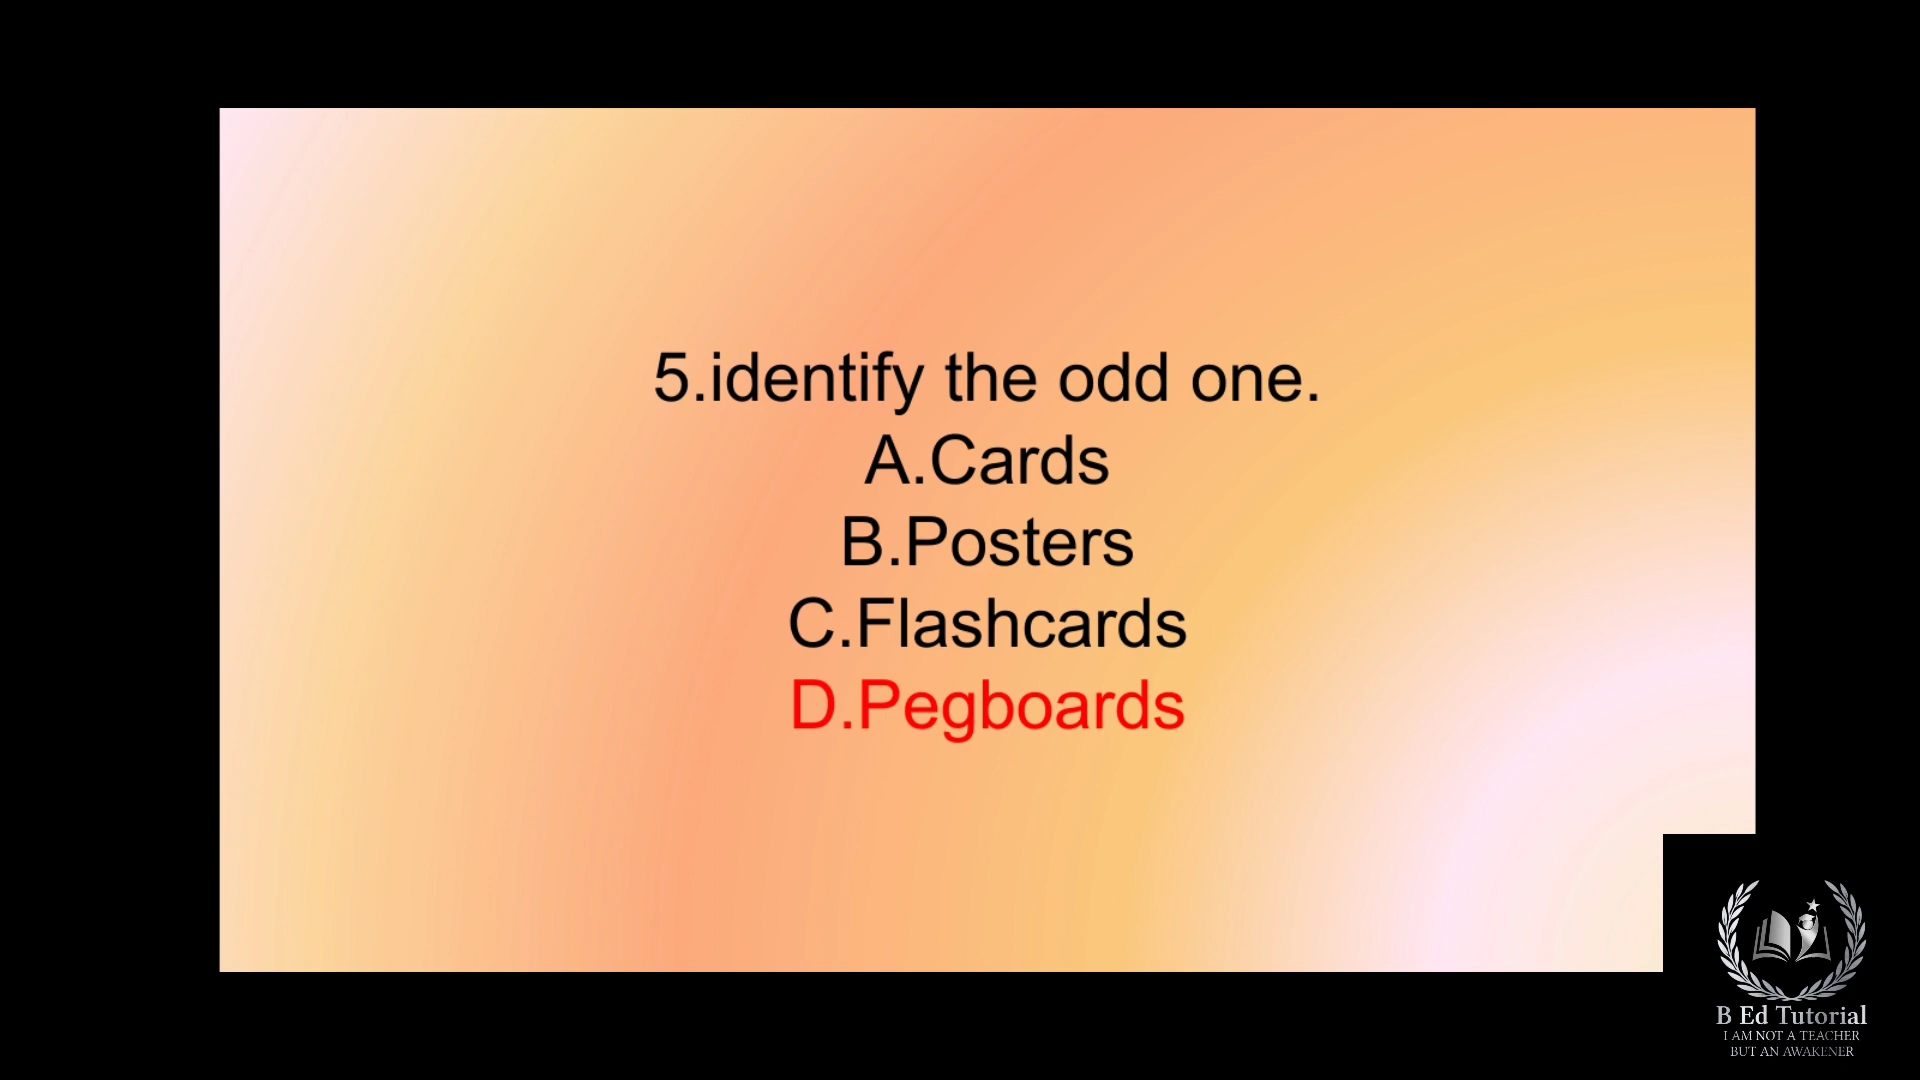 5.identify the odd one.
A.Cards
B.Posters
C.Flashcards
D.Pegboards
B Ed Tutorial
I AM NOT A TEACHER
BUT AN AWAKENER